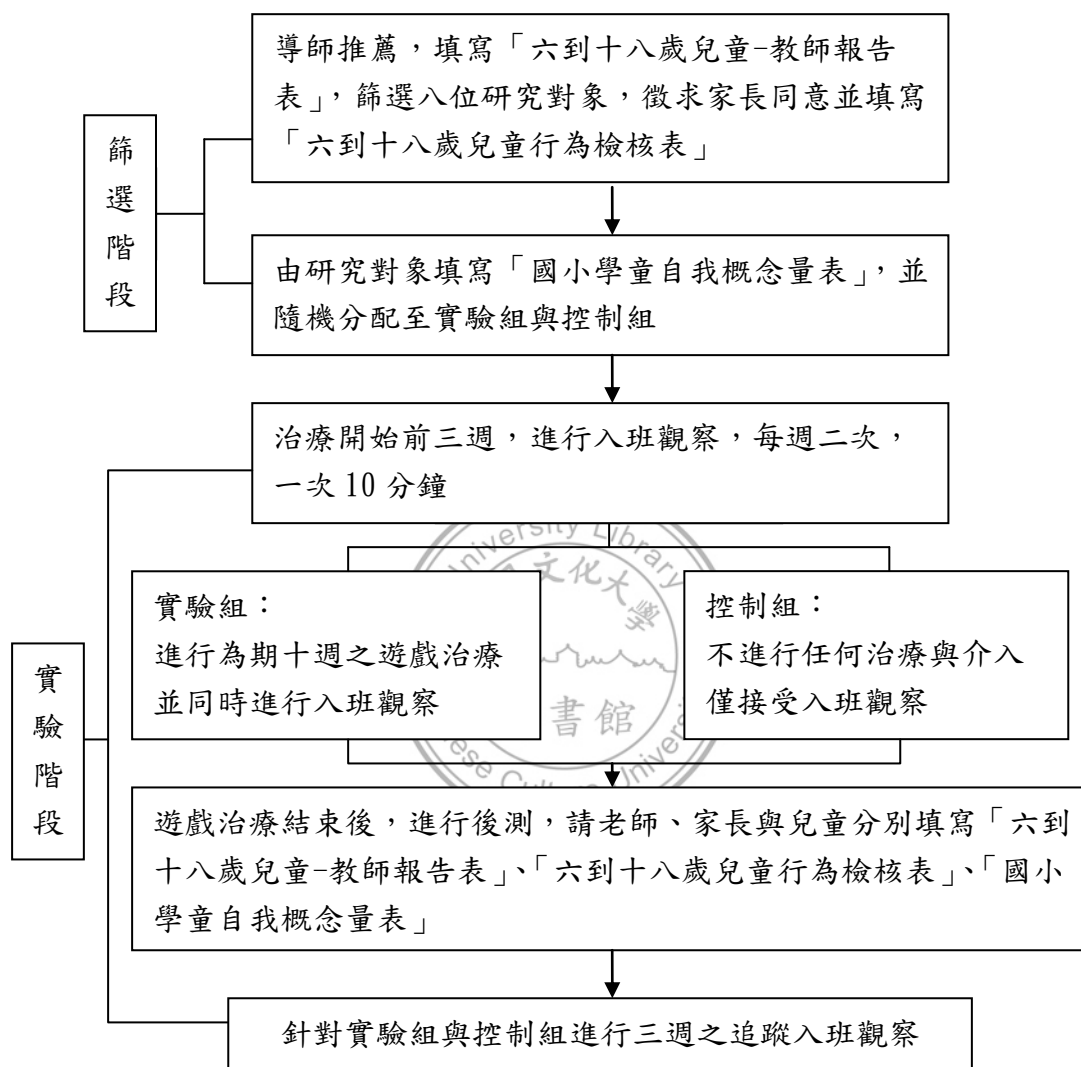 導師推薦，填寫「六到十八歲兒童-教師報告
表」，篩選八位研究對象，徵求家長同意並填寫
「六到十八歲兒童行為檢核表」
篩
選
階
段
由研究對象填寫「國小學童自我概念量表」，並
隨機分配至實驗組與控制組
治療開始前三週，進行入班觀察，每週二次，
一次 10 分鐘
University Library
文化大學
實驗組：
進行為期十週之遊戲治療
並同時進行入班觀察
控制組：
不進行任何治療與介入
僅接受入班觀察
書館
實
驗
階
段
遊戲治療結束後，進行後測，請老師、家長與兒童分別填寫「六到
十八歲兒童-教師報告表」、「六到十八歲兒童行為檢核表」、「國小
學童自我概念量表」
針對實驗組與控制組進行三週之追蹤入班觀察